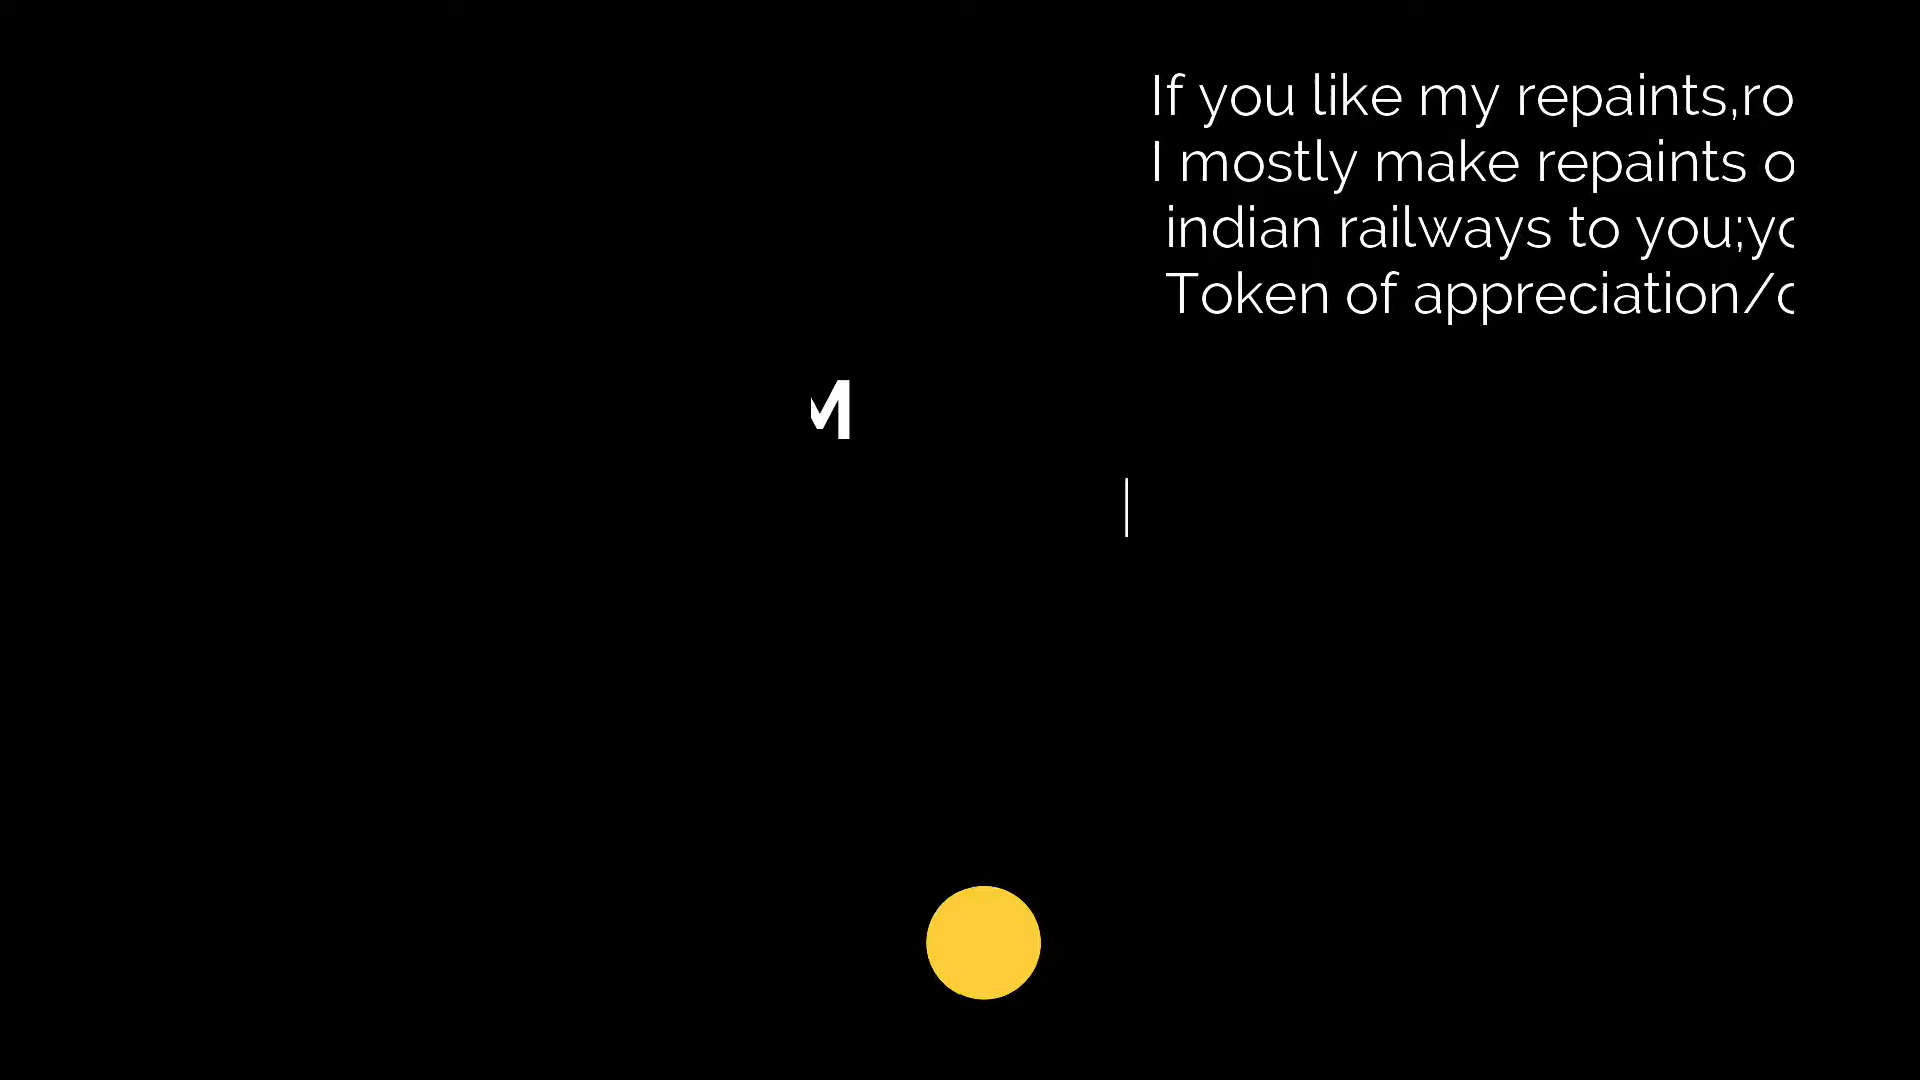 If you like my repaints,ro
I mostly make repaints o
indian railways to you;yo
Token of appreciation/
M